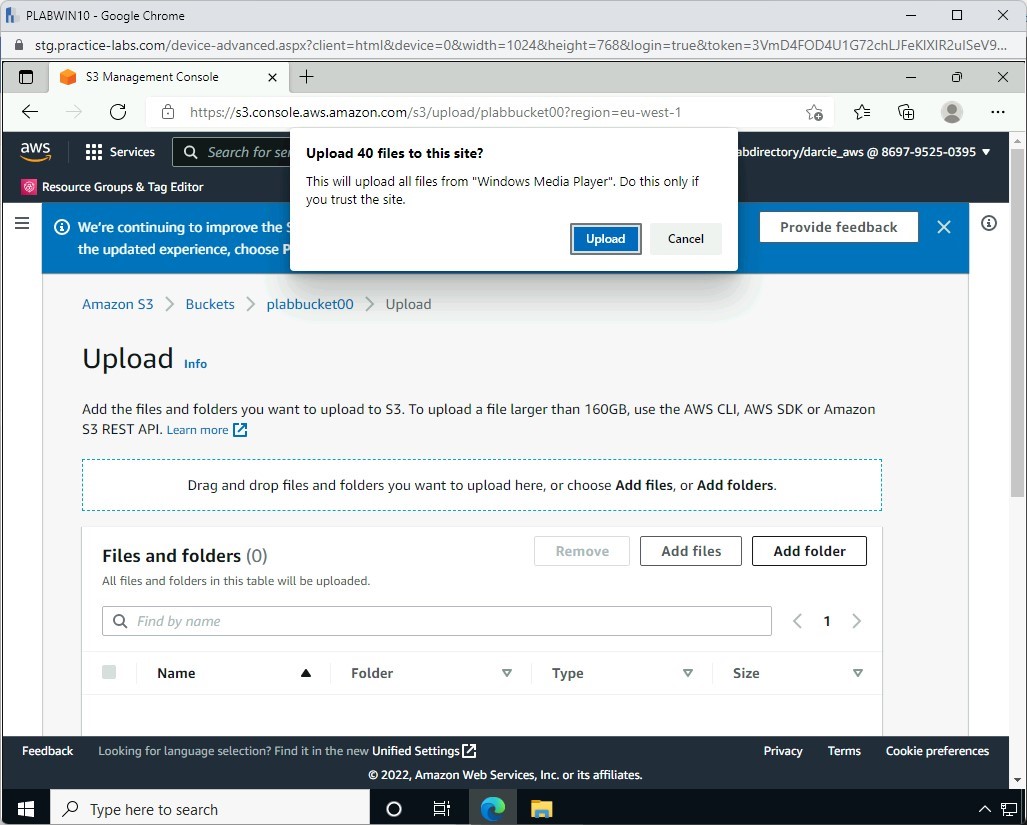 PLABWIN10 - Google Chrome
stg.practice-labs.com/device-advanced.aspx?client=html&device=0&width=1024&height=768&login=true&token=3VmD4FOD4U1G72chLJFeKlXIR2uISeV9...
S3 Management Console
https://s3.console.aws.amazon.com/s3/upload/plabbucket00?region=eu-west-1
aws
Services
Search for se
abdirectory/darcie_aws @ 8697-9525-0395
Resource Groups & Tag Editor
Upload 40 files to this site?
This will upload all files from "Windows Media Player". Do this only if
you trust the site.
Upload
Cancel
We're continuing to improve the S
the updated experience, choose P
Provide feedback
Amazon S3
Buckets
plabbucket00
Upload
Upload
Info
Add the files and folders you want to upload to S3. To upload a file larger than 160GB, use the AWS CLI, AWS SDK or Amazon
S3 REST API. Learn more
Drag and drop files and folders you want to upload here, or choose Add files, or Add folders.
Files and folders (0)
Remove
Add files
Add folder
All files and folders in this table will be uploaded.
Find by name
1
Name
Folder
Type
Size
Feedback
Looking for language selection? Find it in the new Unified Settings
Privacy
Terms
Cookie preferences
© 2022, Amazon Web Services, Inc. or its affiliates.
Type here to search